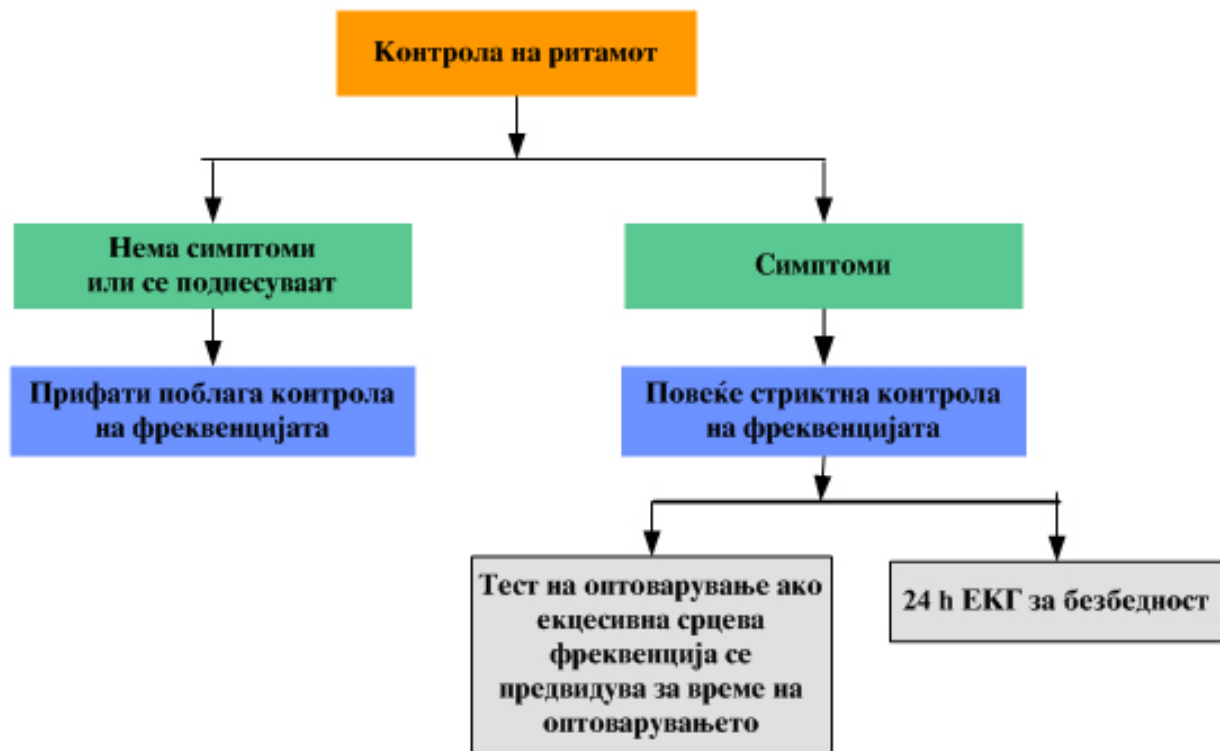 Контрола на ритамот
Нема симптоми
или се поднесуваат
Симптоми
Прифати поблага контрола
на фреквенцијата
Повеќе стриктна контрола
на фреквенцијата
Тест на оптоварување ако
екцесивна срцева
фреквенција се
предвидува за време на
оптоварувањето
24 h ЕКГ за безбедност